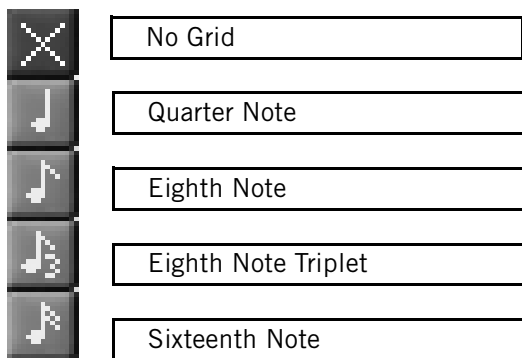 No Grid
Quarter Note
Eighth Note
Eighth Note Triplet
Sixteenth Note